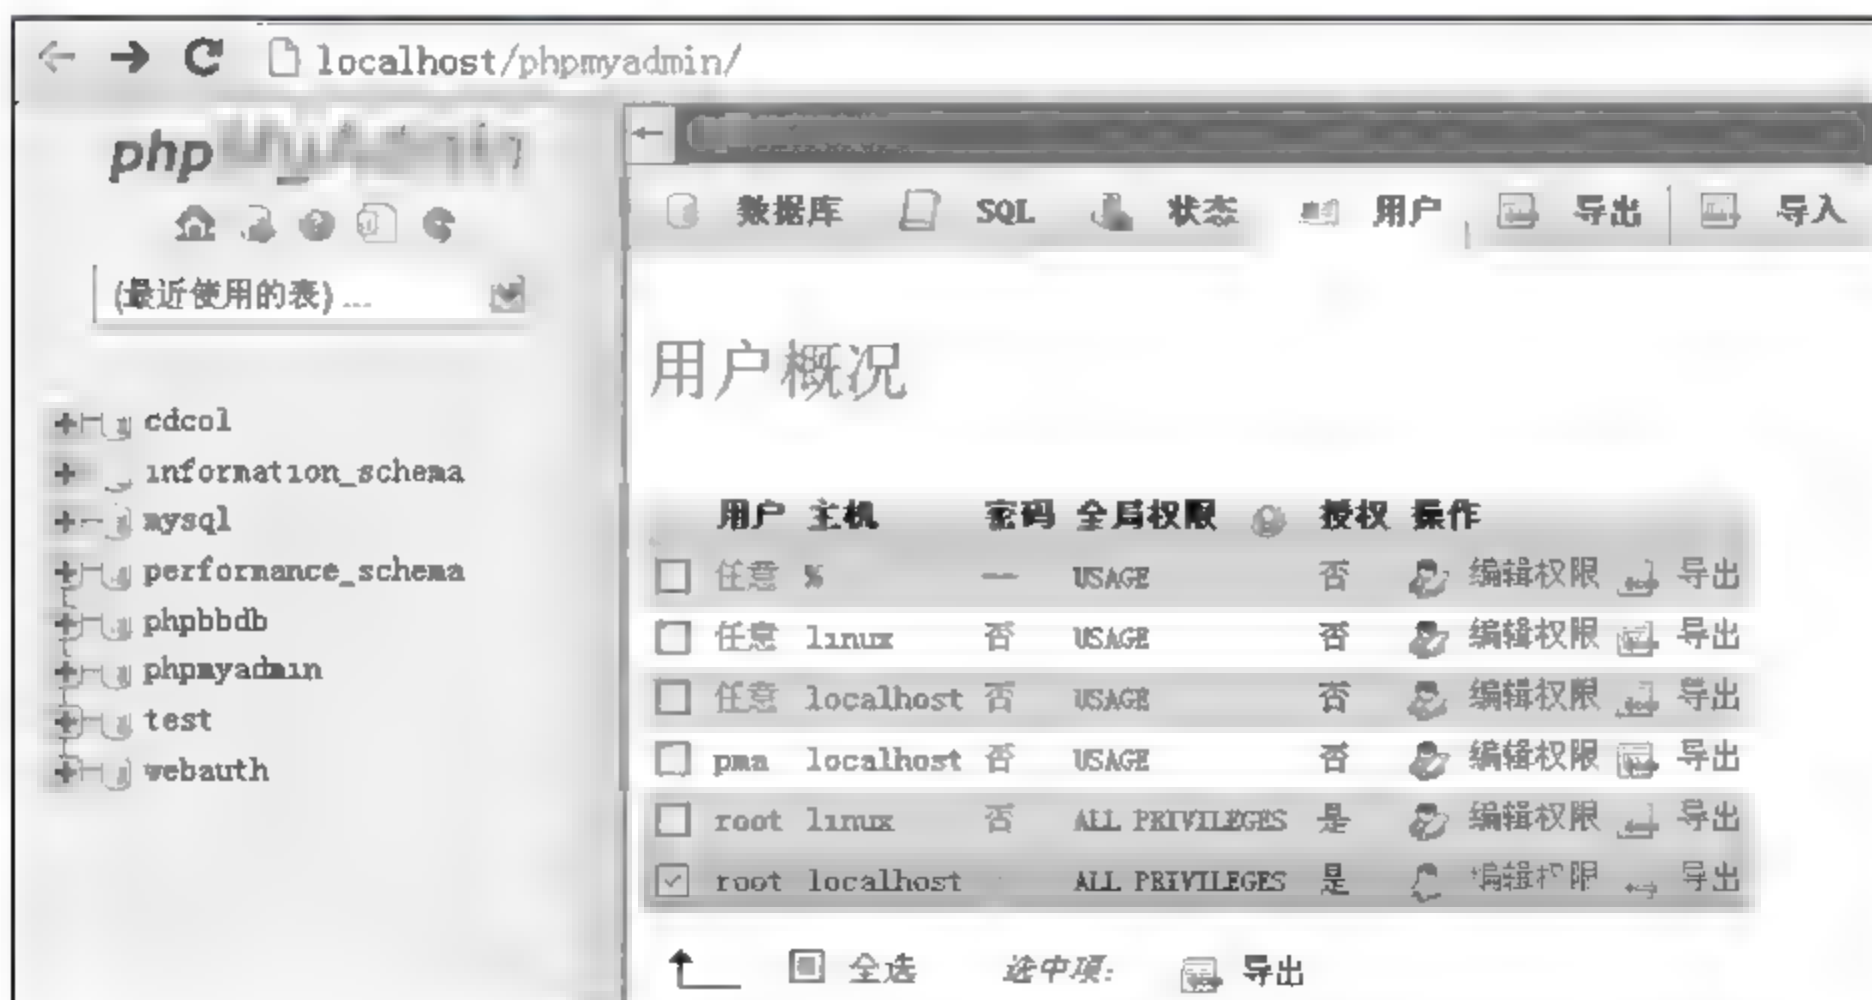 localhost/phpmyadmin/
phpMyAdmin
(最近使用的表) ...
cdcol
information_schema
mysql
performance_schema
phpbbdb
phpmyadmin
test
webauth
数据库 SQL 状态 用户 导出 导入
用户概况
用户 主机 密码 全局权限 授权 操作
任意 % -- USAGE 否 编辑权限 导出
任意 linux 否 USAGE 否 编辑权限 导出
任意 localhost 否 USAGE 否 编辑权限 导出
pma localhost 否 USAGE 否 编辑权限 导出
root linux 否 ALL PRIVILEGES 是 编辑权限 导出
root localhost ALL PRIVILEGES 是 编辑权限 导出
全选 选中项: 导出